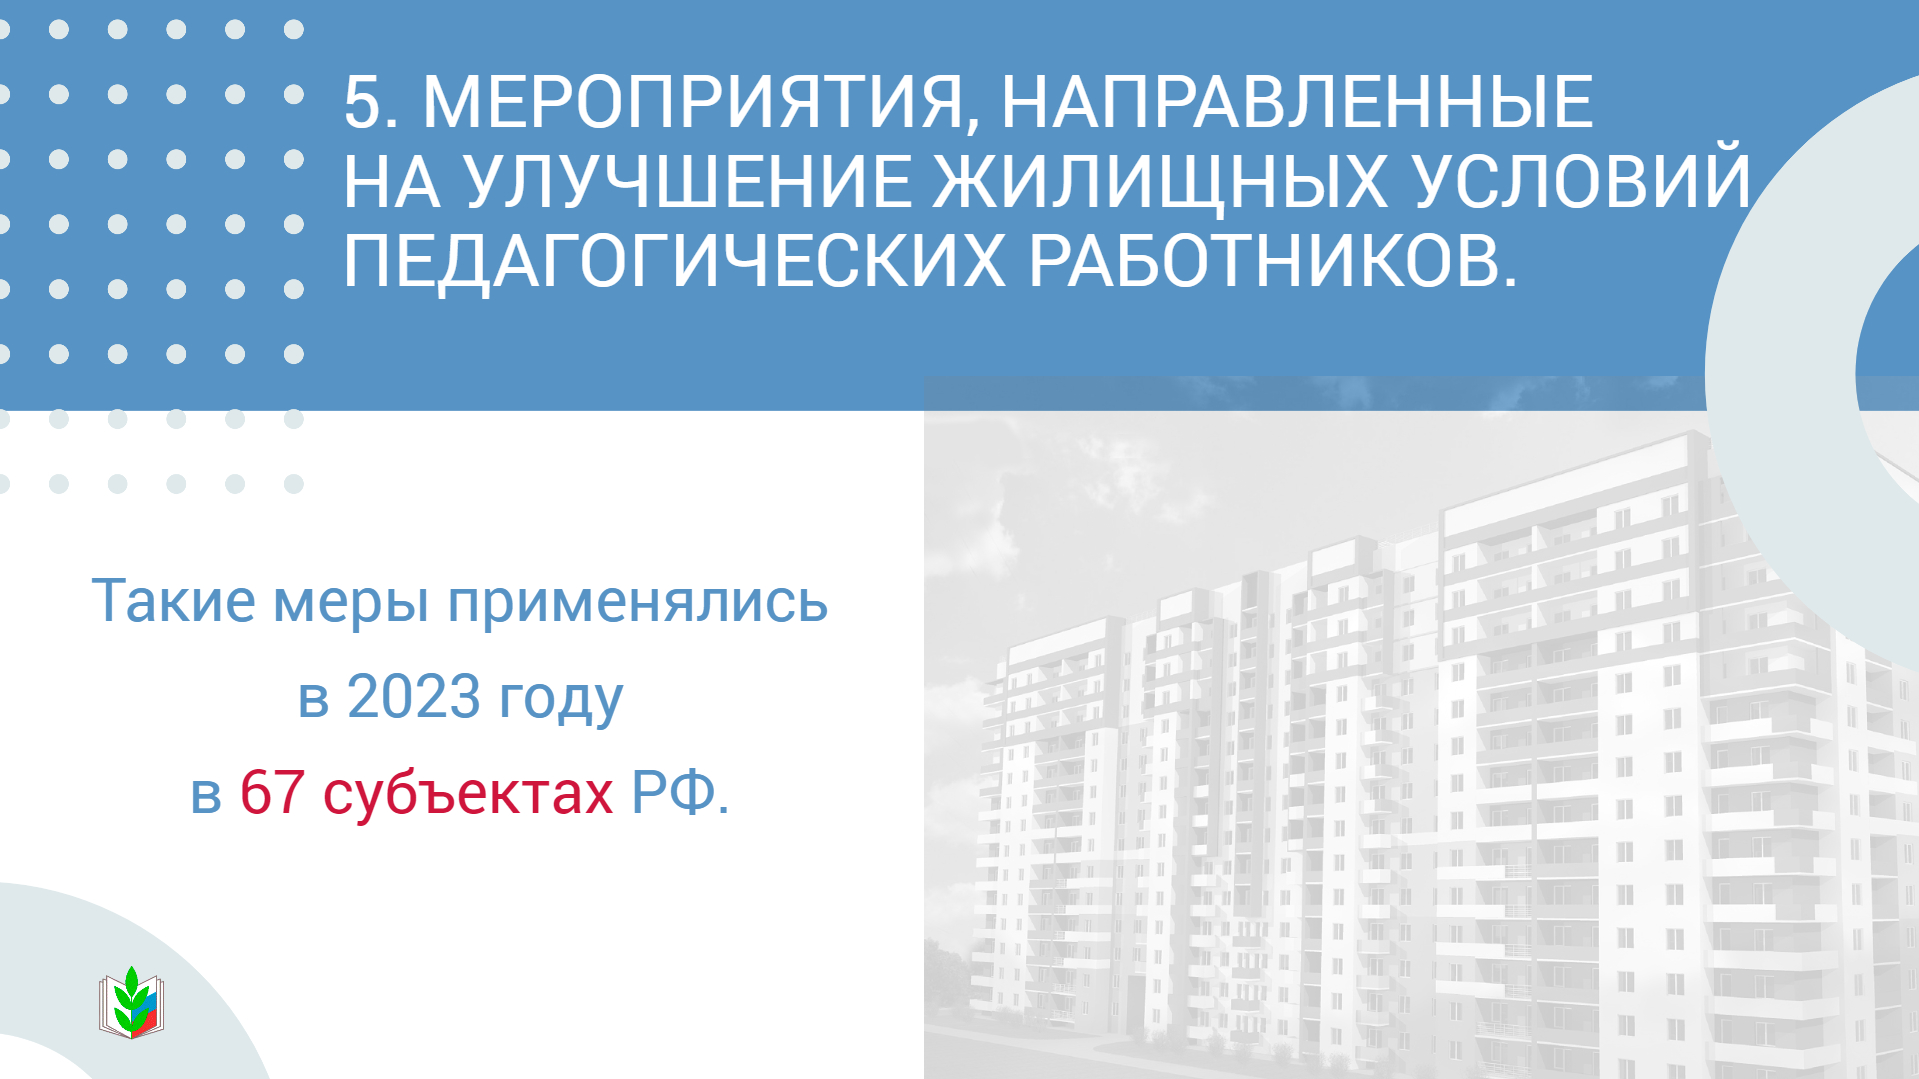 5. МЕРОПРИЯТИЯ, НАПРАВЛЕННЫЕ
НА УЛУЧШЕНИЕ ЖИЛИЩНЫХ УСЛОВИЙ
ПЕДАГОГИЧЕСКИХ РАБОТНИКОВ.
Такие меры применялись
в 2023 году
в 67 субъектах РФ.